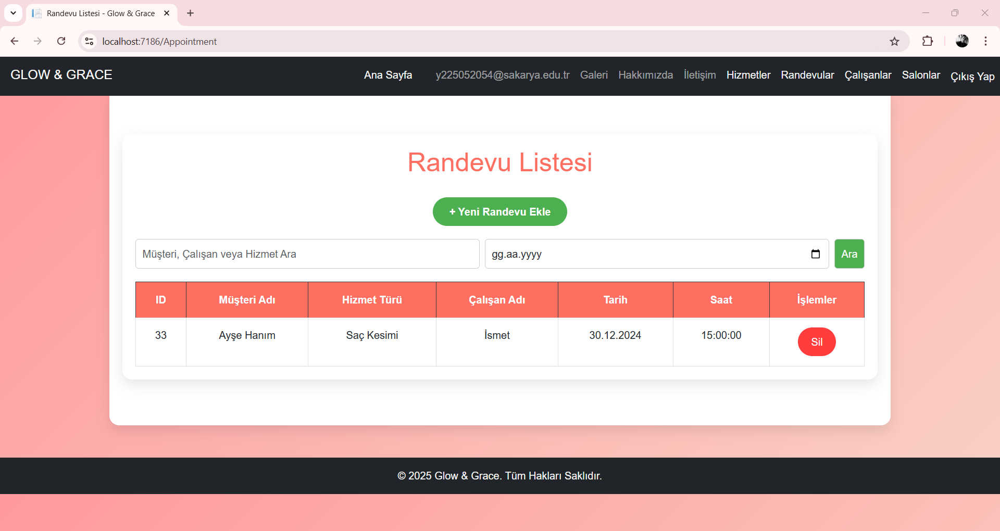 Randevu Listesi - Glow & Grace
localhost:7186/Appointment
GLOW & GRACE
Ana Sayfa y225052054@sakarya.edu.tr Galeri Hakkımızda İletişim Hizmetler Randevular Çalışanlar Salonlar Çıkış Yap
Randevu Listesi
+ Yeni Randevu Ekle
Müşteri, Çalışan veya Hizmet Ara gg.aa.yyyy Ara
ID Müşteri Adı Hizmet Türü Çalışan Adı Tarih Saat İşlemler
33 Ayşe Hanım Saç Kesimi İsmet 30.12.2024 15:00:00 Sil
© 2025 Glow & Grace. Tüm Hakları Saklıdır.